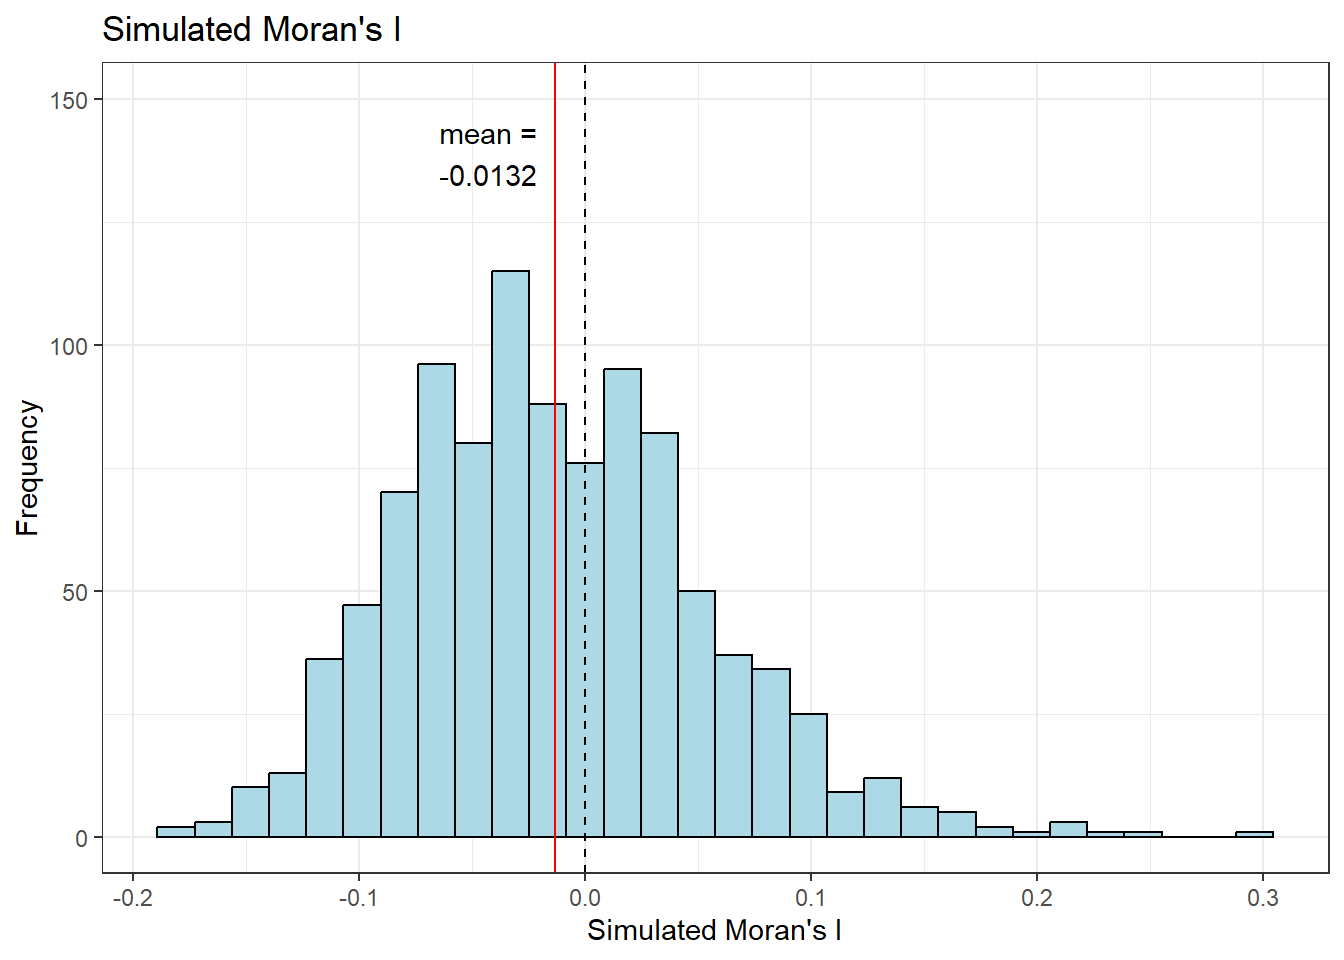 Simulated Moran's I
mean =
-0.0132
150
100
50
0
Frequency
-0.2
-0.1
0.0
0.1
0.2
0.3
Simulated Moran's I